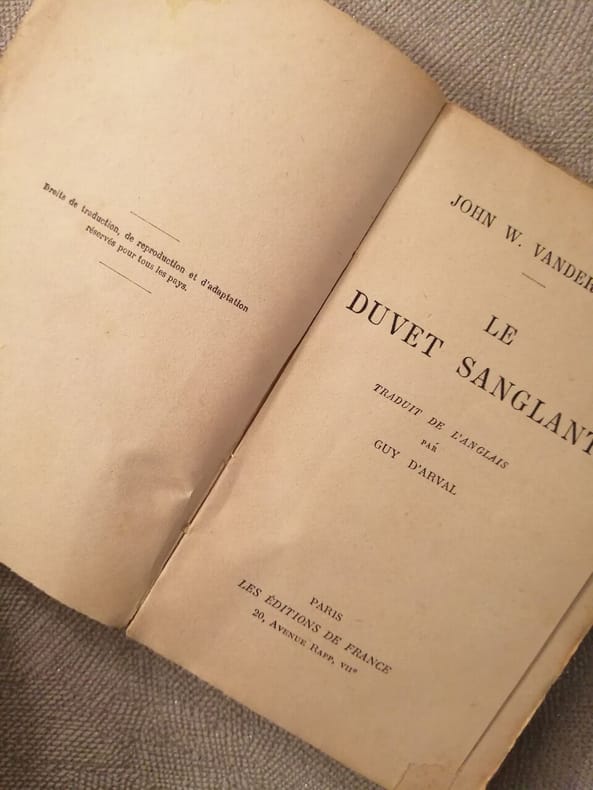 Droits de traduction, de reproduction et d'adaptation
réservés pour tous les pays.
JOHN W. VANDER
LE
DUVET SANGLANT
TRADUIT DE L'ANGLAIS
PAR
GUY D'ARVAL
PARIS
LES ÉDITIONS DE FRANCE
20, AVENUE RAPP, VIIᵉ